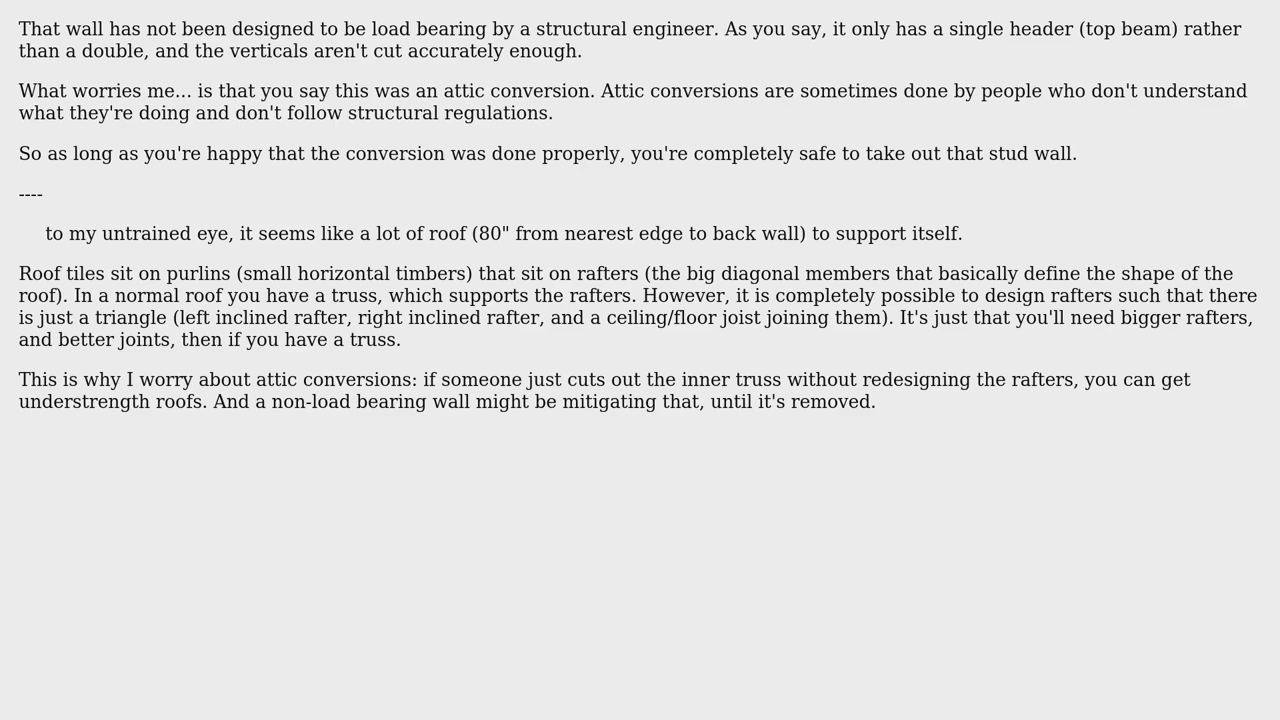 That wall has not been designed to be load bearing by a structural engineer. As you say, it only has a single header (top beam) rather
than a double, and the verticals aren't cut accurately enough.
What worries me... is that you say this was an attic conversion. Attic conversions are sometimes done by people who don't understand
what they're doing and don't follow structural regulations.
So as long as you're happy that the conversion was done properly, you're completely safe to take out that stud wall.
----
to my untrained eye, it seems like a lot of roof (80" from nearest edge to back wall) to support itself.
Roof tiles sit on purlins (small horizontal timbers) that sit on rafters (the big diagonal members that basically define the shape of the
roof). In a normal roof you have a truss, which supports the rafters. However, it is completely possible to design rafters such that there
is just a triangle (left inclined rafter, right inclined rafter, and a ceiling/floor joist joining them). It's just that you'll need bigger rafters,
and better joints, then if you have a truss.
This is why I worry about attic conversions: if someone just cuts out the inner truss without redesigning the rafters, you can get
understrength roofs. And a non-load bearing wall might be mitigating that, until it's removed.